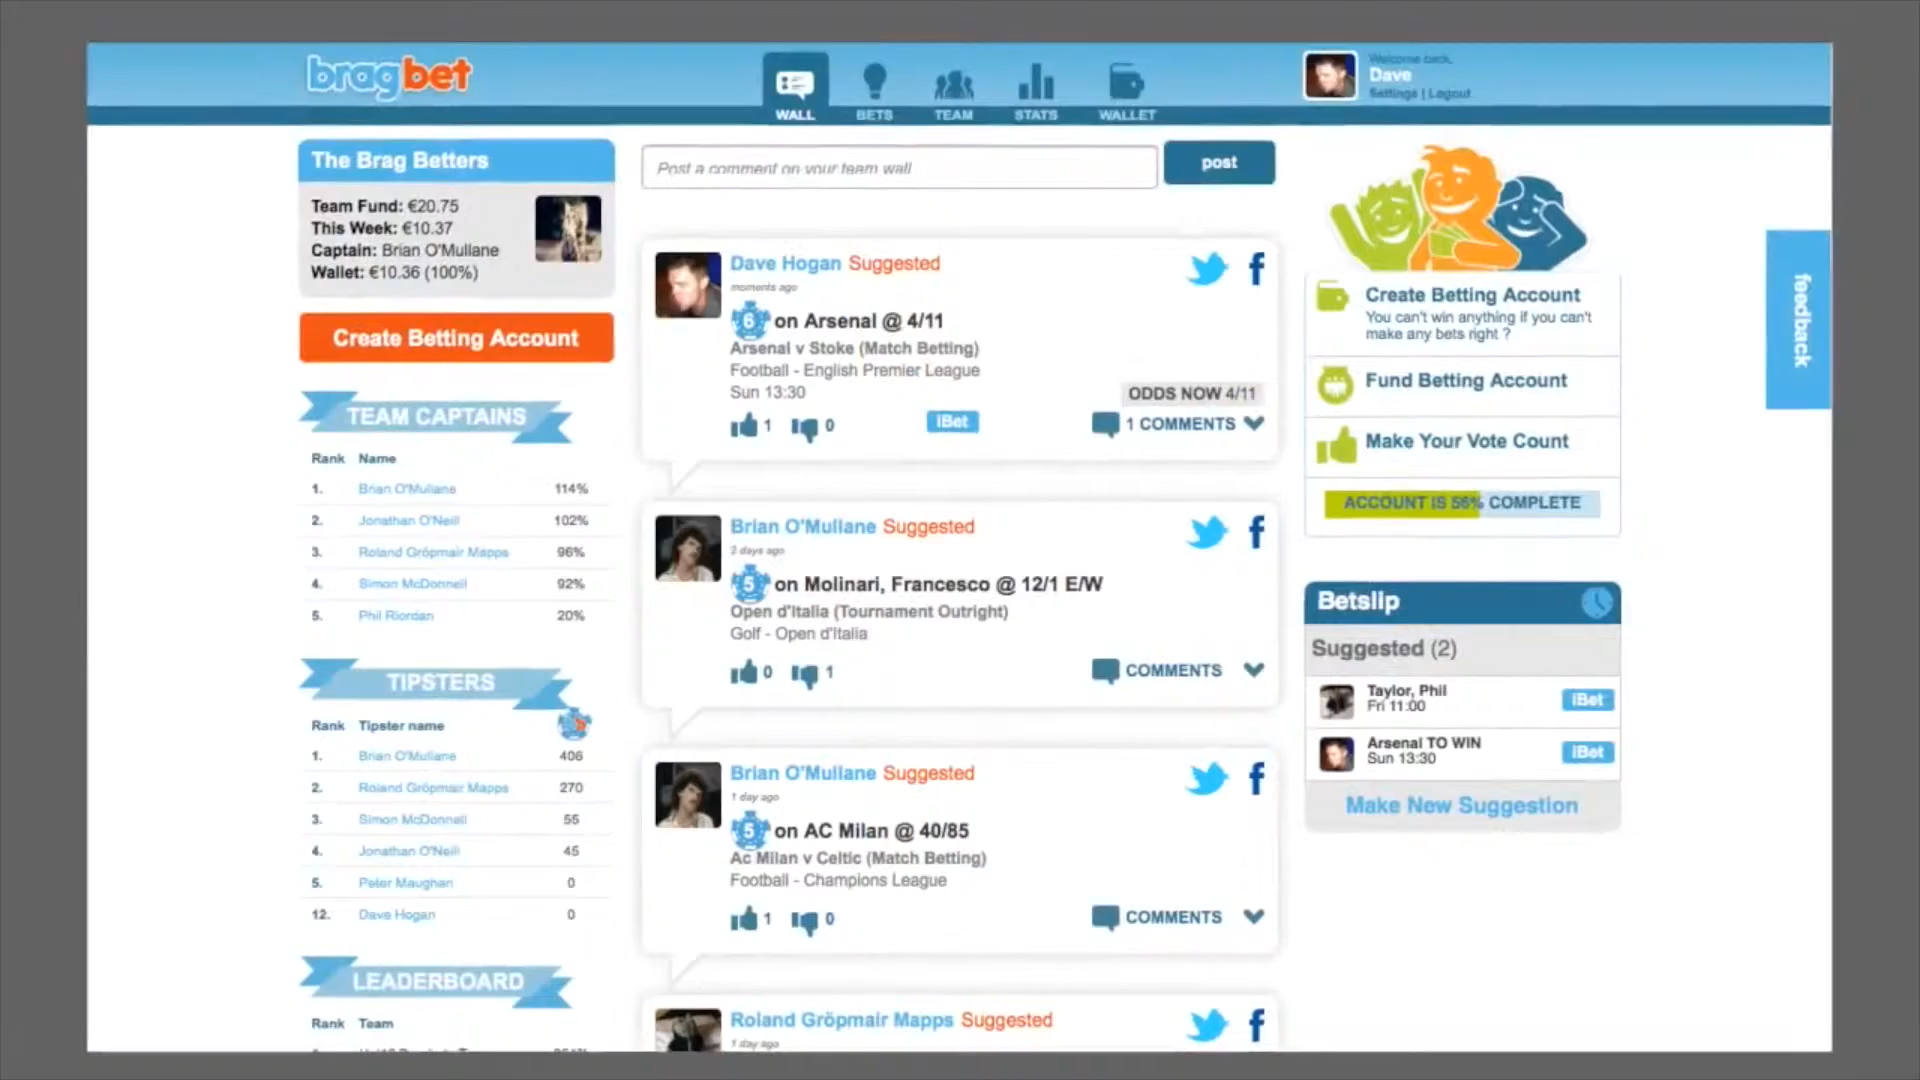 bragbet
WALL
BETS
TEAM
STATS
WALLET
Welcome back,
Dave
Settings | Logout
The Brag Betters
Team Fund: €20.75
This Week: €10.37
Captain: Brian O'Mullane
Wallet: €10.36 (100%)
Create Betting Account
TEAM CAPTAINS
Rank Name
1. Brian O'Mullane 114%
2. Jonathan O'Neill 102%
3. Roland Gröpmair Mapps 96%
4. Simon McDonnell 92%
5. Phil Riordan 20%
TIPSTERS
Rank Tipster name
1. Brian O'Mullane 406
2. Roland Gröpmair Mapps 270
3. Simon McDonnell 55
4. Jonathan O'Neill 45
5. Peter Maughan 0
12. Dave Hogan 0
LEADERBOARD
Rank Team
Post a comment on your team wall
post
Dave Hogan Suggested
moments ago
6 on Arsenal @ 4/11
Arsenal v Stoke (Match Betting)
Football - English Premier League
Sun 13:30
ODDS NOW 4/11
1 0 iBet 1 COMMENTS
Brian O'Mullane Suggested
2 days ago
5 on Molinari, Francesco @ 12/1 E/W
Open d'Italia (Tournament Outright)
Golf - Open d'Italia
0 1 COMMENTS
Brian O'Mullane Suggested
1 day ago
5 on AC Milan @ 40/85
Ac Milan v Celtic (Match Betting)
Football - Champions League
1 0 COMMENTS
Roland Gröpmair Mapps Suggested
1 day ago
Create Betting Account
You can't win anything if you can't
make any bets right ?
Fund Betting Account
Make Your Vote Count
ACCOUNT IS 56% COMPLETE
Betslip
Suggested (2)
Taylor, Phil
Fri 11:00
iBet
Arsenal TO WIN
Sun 13:30
iBet
Make New Suggestion
feedback